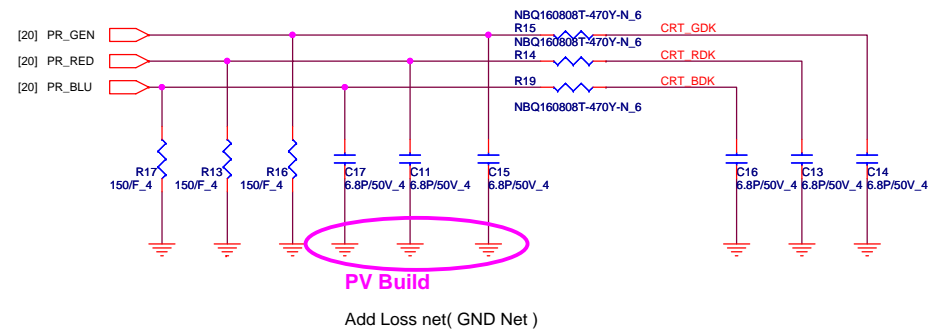 NBQ160808T-470Y-N_6
[20] PR_GEN
R15
CRT_GDK
NBQ160808T-470Y-N_6
[20] PR_RED
R14
CRT_RDK
NBQ160808T-470Y-N_6
[20] PR_BLU
R19
CRT_BDK
NBQ160808T-470Y-N_6
R17
150/F_4
R13
150/F_4
R16
150/F_4
C17
6.8P/50V_4
C11
6.8P/50V_4
C15
6.8P/50V_4
C16
6.8P/50V_4
C13
6.8P/50V_4
C14
6.8P/50V_4
PV Build
Add Loss net( GND Net )